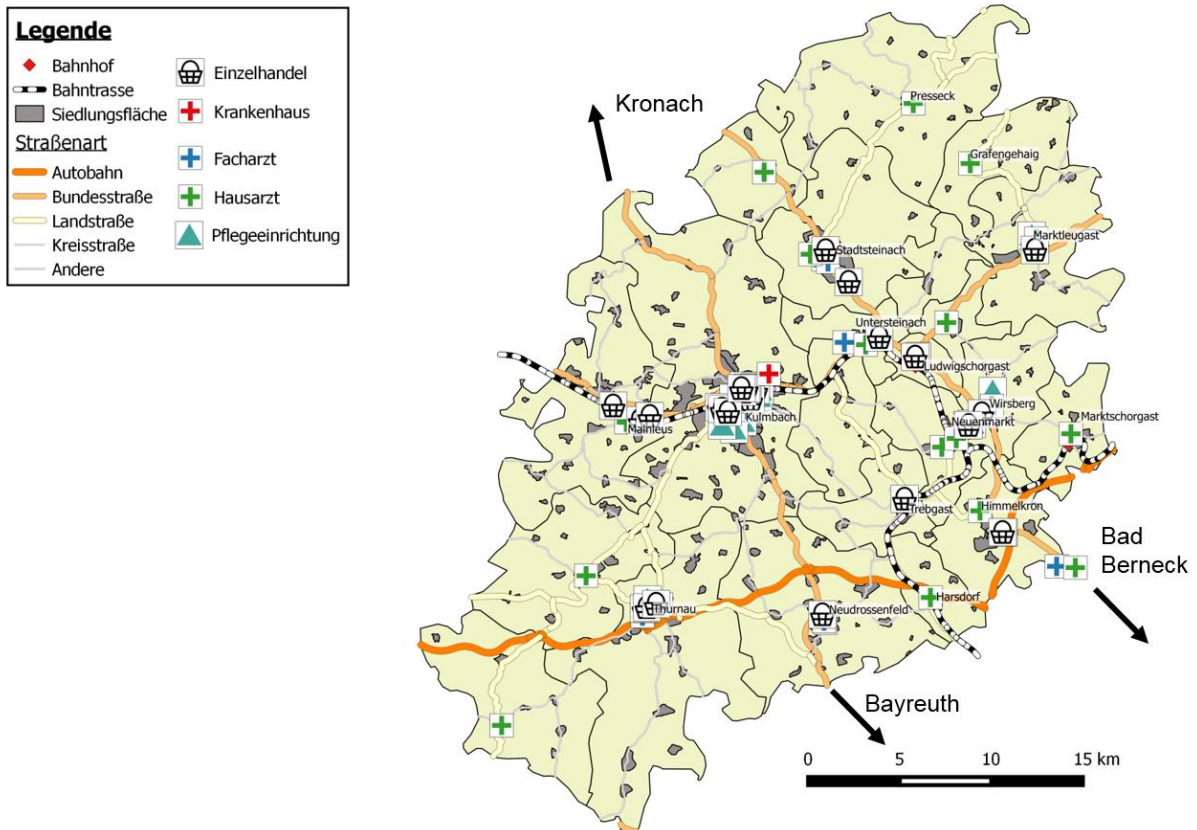 Legende
Bahnhof
Bahntrasse
Siedlungsfläche
Straßenart
Autobahn
Bundesstraße
Landstraße
Kreisstraße
Andere
Einzelhandel
Krankenhaus
Facharzt
Hausarzt
Pflegeeinrichtung
Kronach
Presseck
Grafengehaig
Marktleugast
Stadtsteinach
Untersteinach
Ludwigschorgast
Wirsberg
Neuenmarkt
Marktschorgast
Kulmbach
Mainleus
Trebgast
Himmelkron
Bad
Berneck
Harsdorf
Thurnau
Neudrossenfeld
Bayreuth
0 5 10 15 km